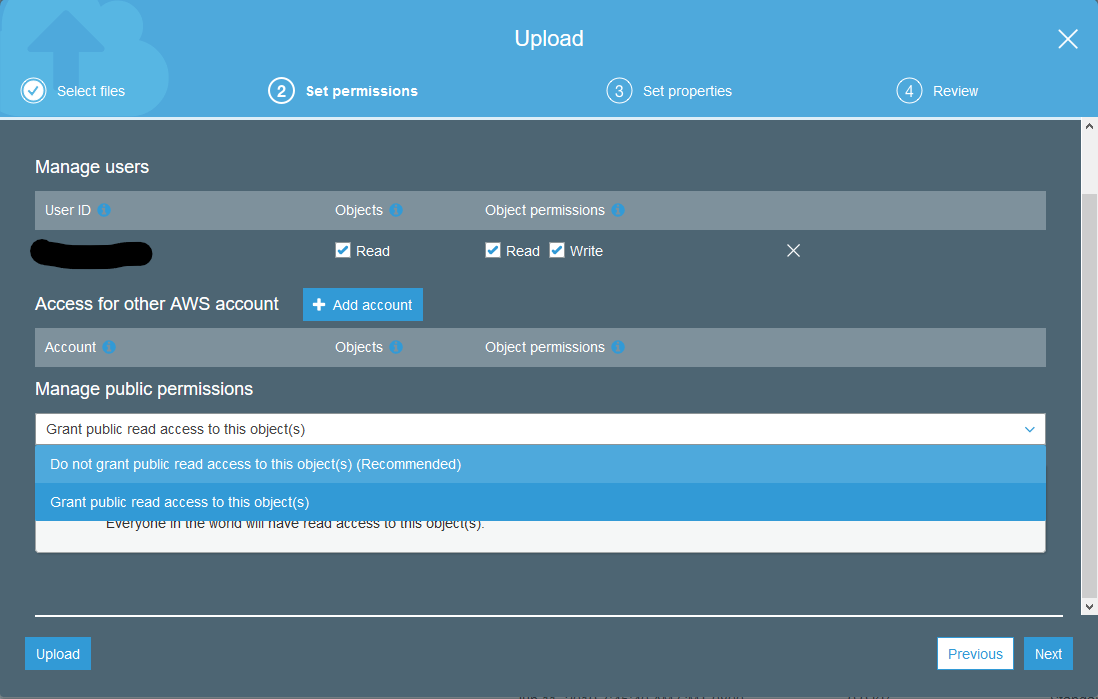 Upload
Select files 2 Set permissions 3 Set properties 4 Review
Manage users
User ID Objects Object permissions
Read Read Write
Access for other AWS account + Add account
Account Objects Object permissions
Manage public permissions
Grant public read access to this object(s)
Do not grant public read access to this object(s) (Recommended)
Grant public read access to this object(s)
Everyone in the world will have read access to this object(s).
Upload Previous Next